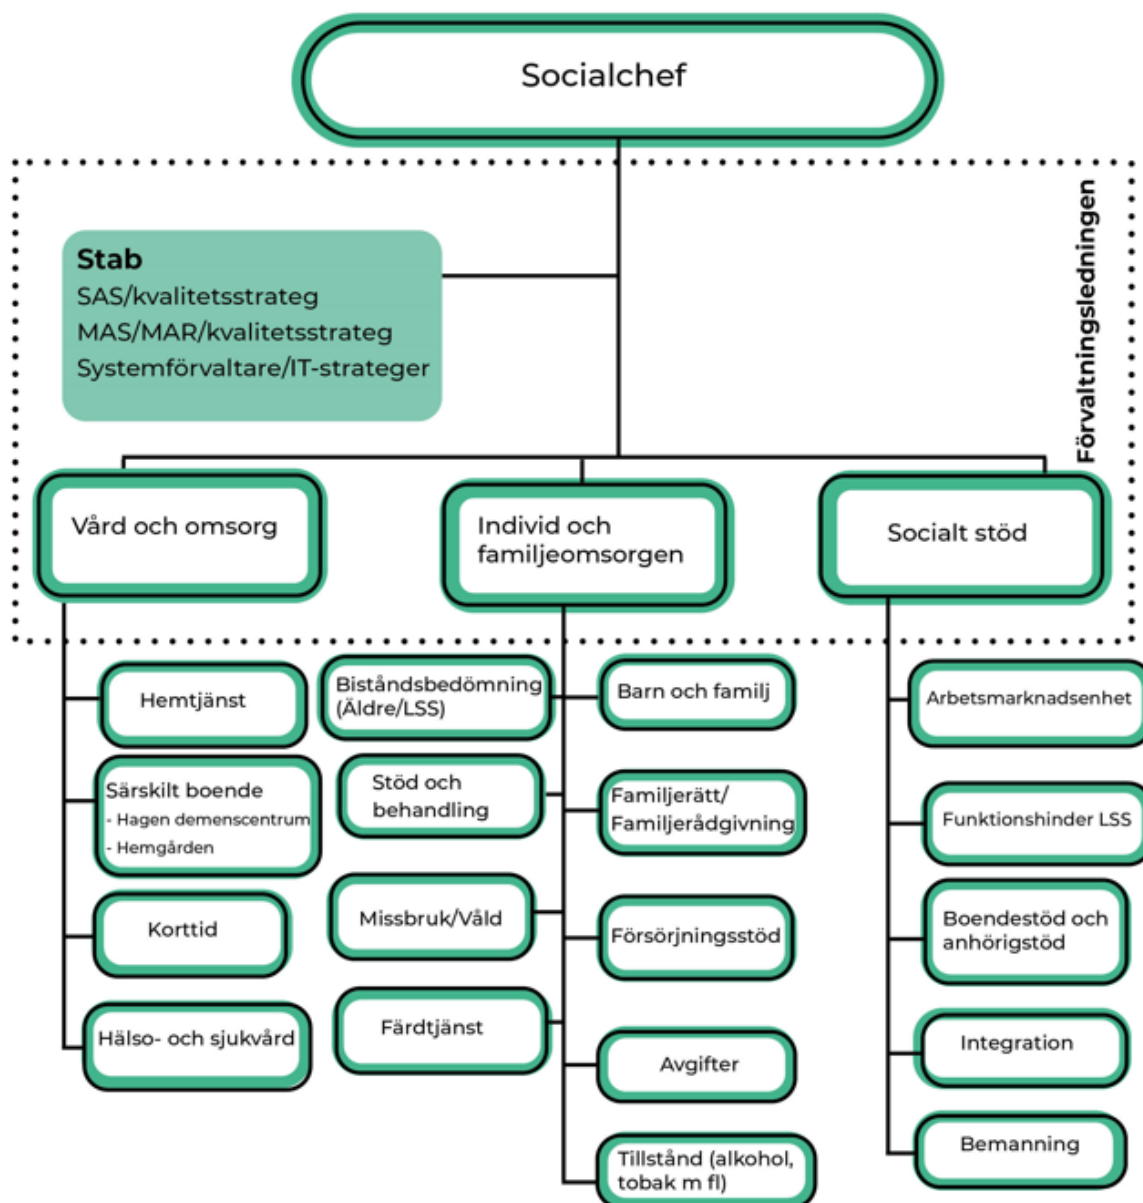 Socialchef
Förvaltningsledningen
Stab
SAS/kvalitetsstrateg
MAS/MAR/kvalitetsstrateg
Systemförvaltare/IT-strateger
Vård och omsorg
Individ och
familjeomsorgen
Socialt stöd
Hemtjänst
Särskilt boende
- Hagen demenscentrum
- Hemgården
Korttid
Hälso- och sjukvård
Biståndsbedömning
(Äldre/LSS)
Stöd och
behandling
Missbruk/Våld
Färdtjänst
Barn och familj
Familjerätt/
Familjerådgivning
Försörjningsstöd
Avgifter
Tillstånd (alkohol,
tobak m fl)
Arbetsmarknadsenhet
Funktionshinder LSS
Boendestöd och
anhörigstöd
Integration
Bemanning